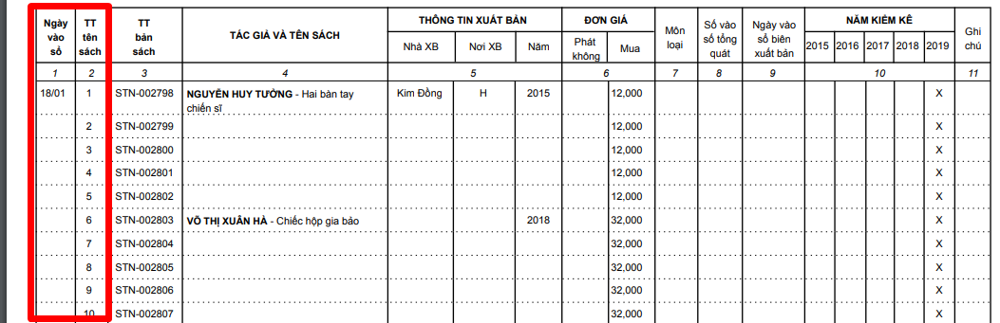 Ngày vào sổ TT tên sách TT bản sách TÁC GIẢ VÀ TÊN SÁCH THÔNG TIN XUẤT BẢN ĐƠN GIÁ Môn loại Số vào sổ tổng quát Ngày vào sổ biên xuất bản NĂM KIỂM KÊ Ghi chú
Nhà XB Nơi XB Năm Phát không Mua 2015 2016 2017 2018 2019
1 2 3 4 5 6 7 8 9 10 11
18/01 1 STN-002798 NGUYỄN HUY TƯỞNG - Hai bàn tay Kim Đồng H 2015 12,000 X
chiến sĩ
2 STN-002799 12,000 X
3 STN-002800 12,000 X
4 STN-002801 12,000 X
5 STN-002802 12,000 X
6 STN-002803 VÕ THỊ XUÂN HÀ - Chiếc hộp gia bảo 2018 32,000 X
7 STN-002804 32,000 X
8 STN-002805 32,000 X
9 STN-002806 32,000 X
10 STN-002807 32,000 X